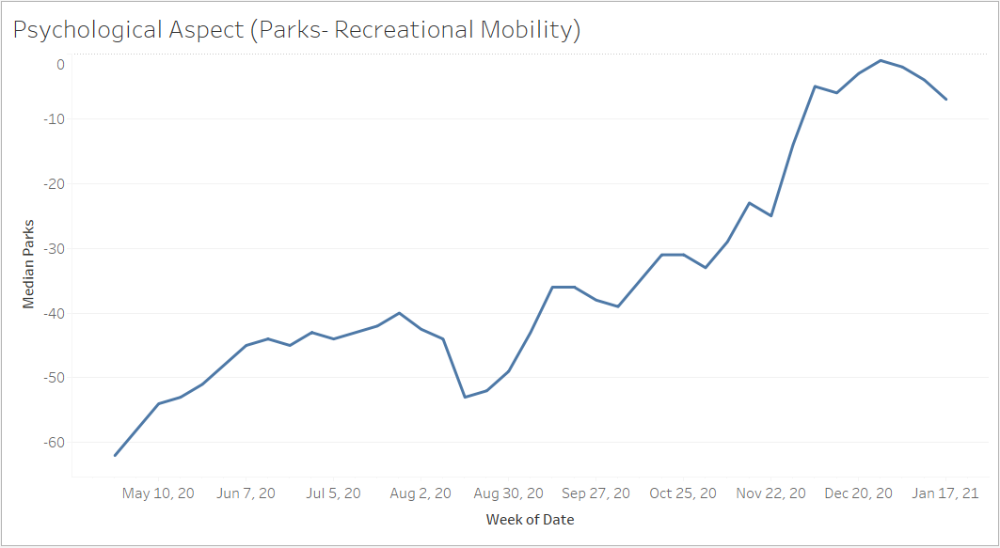 Psychological Aspect (Parks- Recreational Mobility)
0
-10
-20
-30
-40
-50
-60
Median Parks
May 10, 20 Jun 7, 20 Jul 5, 20 Aug 2, 20 Aug 30, 20 Sep 27, 20 Oct 25, 20 Nov 22, 20 Dec 20, 20 Jan 17, 21
Week of Date